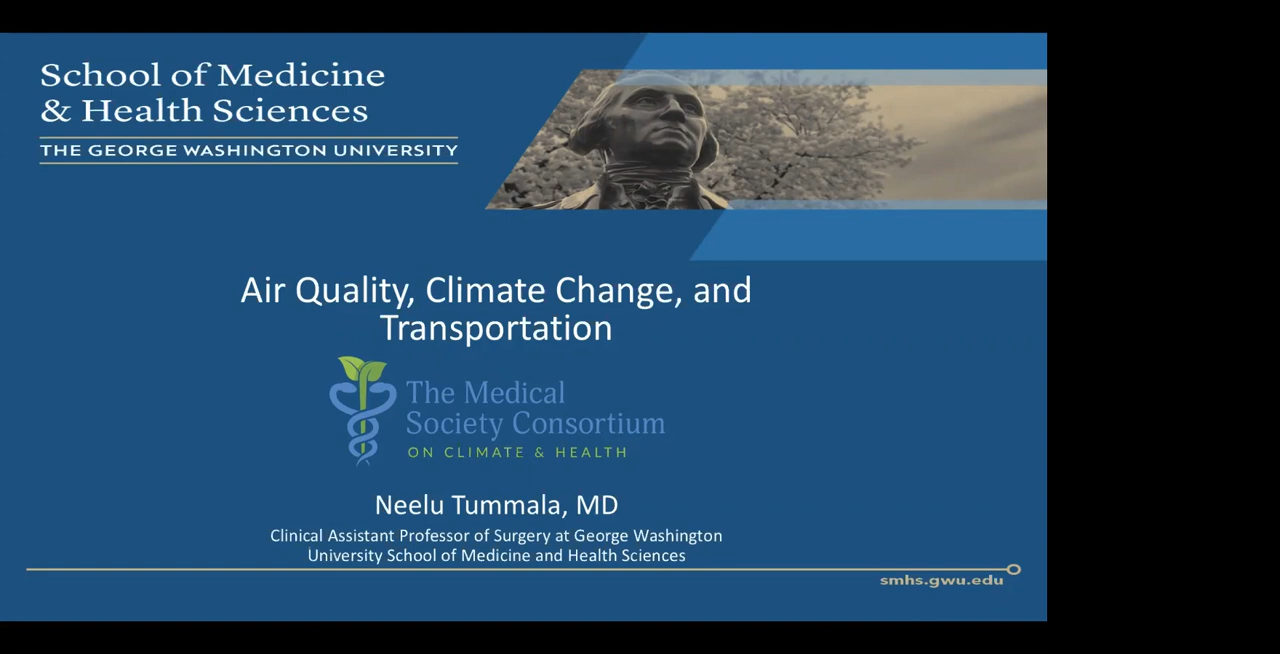 School of Medicine
& Health Sciences
THE GEORGE WASHINGTON UNIVERSITY
Air Quality, Climate Change, and
Transportation
The Medical
Society Consortium
ON CLIMATE & HEALTH
Neelu Tummala, MD
Clinical Assistant Professor of Surgery at George Washington
University School of Medicine and Health Sciences
smhs.gwu.edu